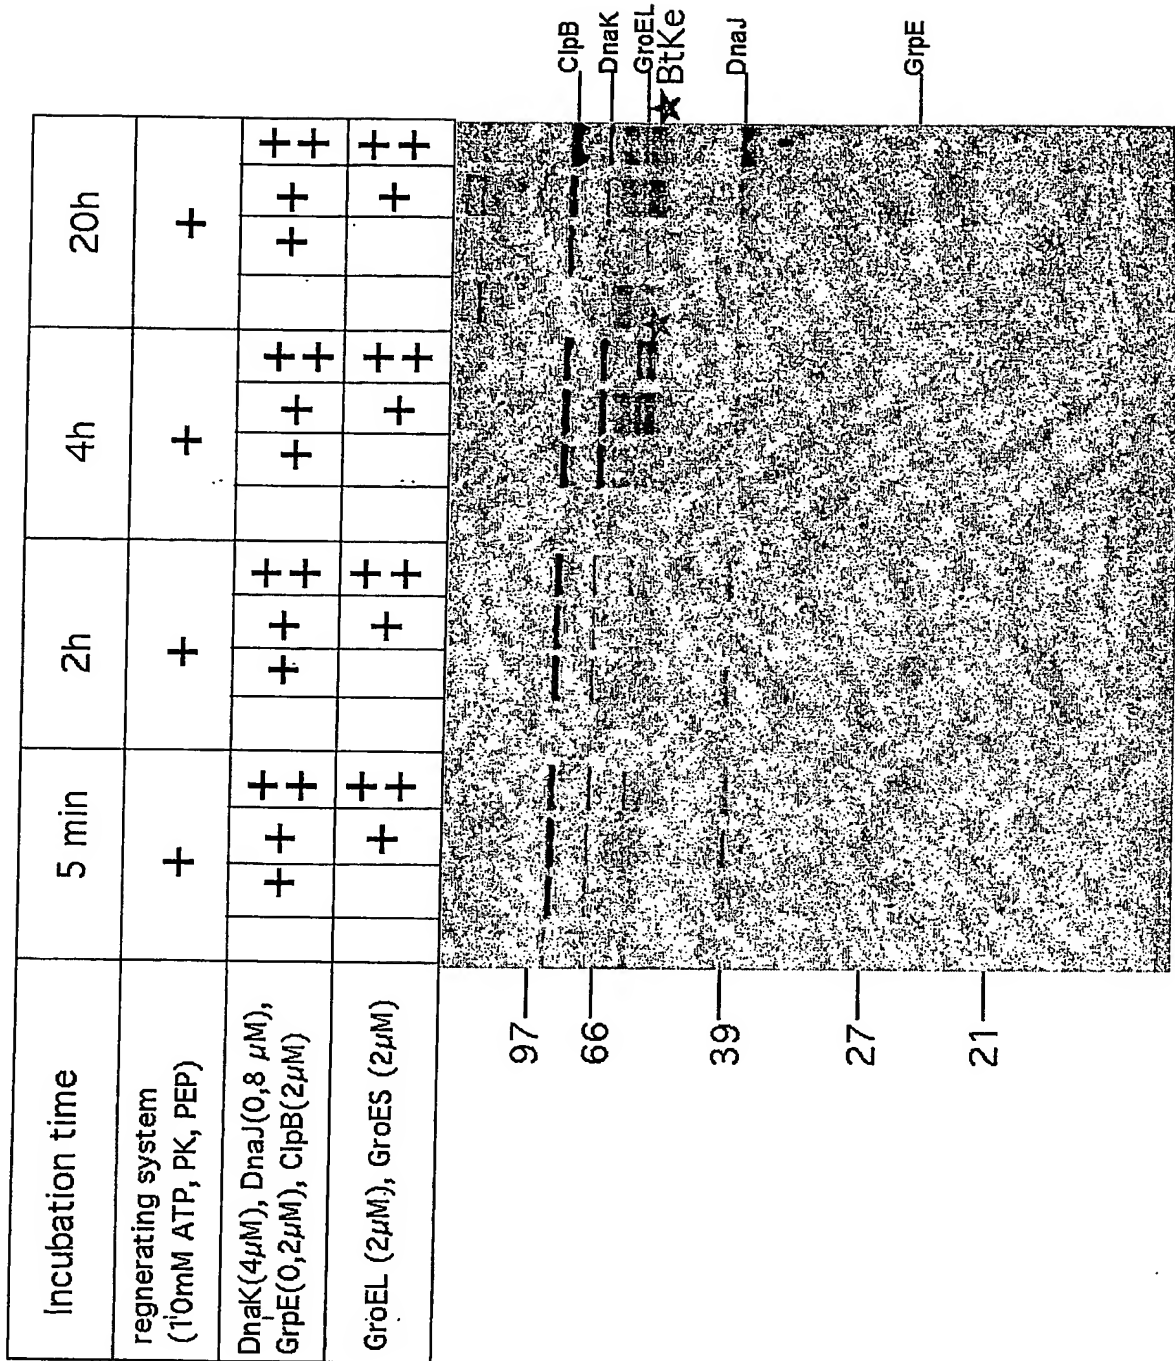 Incubation time
5 min
2h
4h
20h
regnerating system
(10mM ATP, PK, PEP)
+
+
+
+
DnaK(4μM), DnaJ(0,8 μM),
GrpE(0,2μM), ClpB(2μM)
+ + ++
+ + ++
+ + ++
+ + ++
GroEL (2μM), GroES (2μM)
+ ++
+ ++
+ ++
+ ++
97
66
39
27
21
ClpB
DnaK
GroEL
BtKe
DnaJ
GrpE